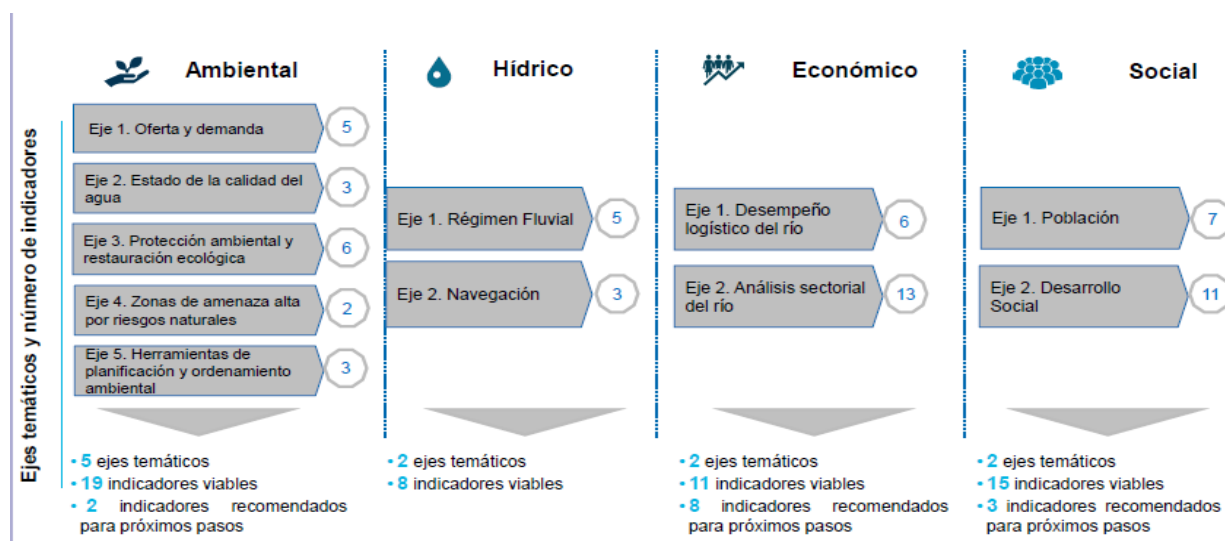 Ejes temáticos y número de indicadores
Ambiental
Eje 1. Oferta y demanda
5
Eje 2. Estado de la calidad del
agua
3
Eje 3. Protección ambiental y
restauración ecológica
6
Eje 4. Zonas de amenaza alta
por riesgos naturales
2
Eje 5. Herramientas de
planificación y ordenamiento
ambiental
3
• 5 ejes temáticos
• 19 indicadores viables
• 2 indicadores recomendados
para próximos pasos
Hídrico
Eje 1. Régimen Fluvial
5
Eje 2. Navegación
3
• 2 ejes temáticos
• 8 indicadores viables
Económico
Eje 1. Desempeño
logístico del río
6
Eje 2. Análisis sectorial
del río
13
• 2 ejes temáticos
• 11 indicadores viables
• 8 indicadores recomendados
para próximos pasos
Social
Eje 1. Población
7
Eje 2. Desarrollo
Social
11
• 2 ejes temáticos
• 15 indicadores viables
• 3 indicadores recomendados
para próximos pasos